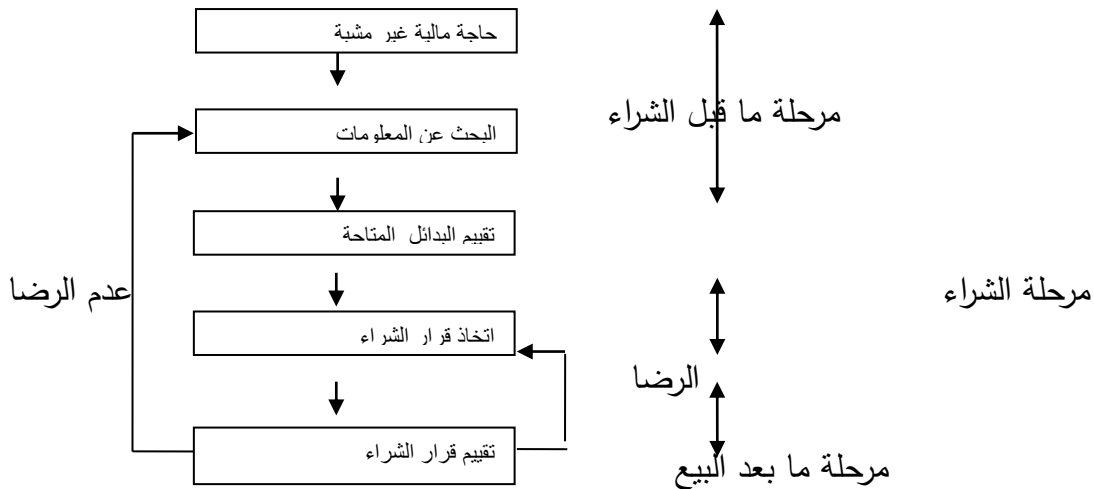 حاجة مالية غير مشبة
مرحلة ما قبل الشراء
البحث عن المعلومات
تقييم البدائل المتاحة
مرحلة الشراء
عدم الرضا
اتخاذ قرار الشراء
الرضا
تقييم قرار الشراء
مرحلة ما بعد البيع